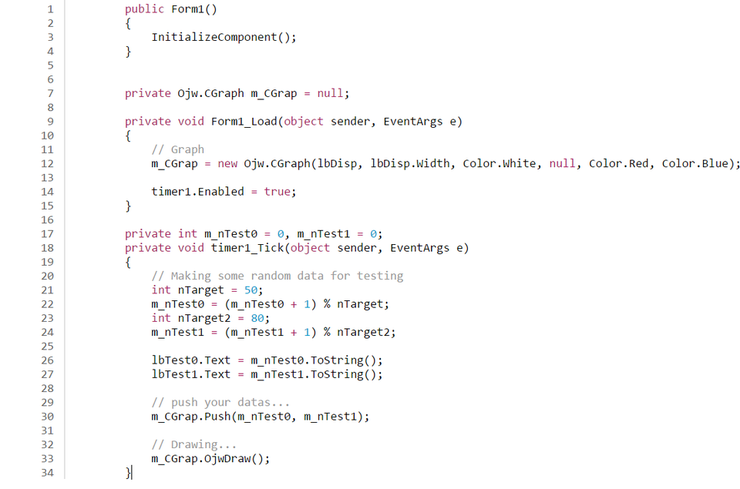 1 public Form1()
2 {
3 InitializeComponent();
4 }
5
6
7 private Ojw.CGraph m_CGrap = null;
8
9 private void Form1_Load(object sender, EventArgs e)
10 {
11 // Graph
12 m_CGrap = new Ojw.CGraph(lbDisp, lbDisp.Width, Color.White, null, Color.Red, Color.Blue);
13
14 timer1.Enabled = true;
15 }
16
17 private int m_nTest0 = 0, m_nTest1 = 0;
18 private void timer1_Tick(object sender, EventArgs e)
19 {
20 // Making some random data for testing
21 int nTarget = 50;
22 m_nTest0 = (m_nTest0 + 1) % nTarget;
23 int nTarget2 = 80;
24 m_nTest1 = (m_nTest1 + 1) % nTarget2;
25
26 lbTest0.Text = m_nTest0.ToString();
27 lbTest1.Text = m_nTest1.ToString();
28
29 // push your datas...
30 m_CGrap.Push(m_nTest0, m_nTest1);
31
32 // Drawing...
33 m_CGrap.OjwDraw();
34 }